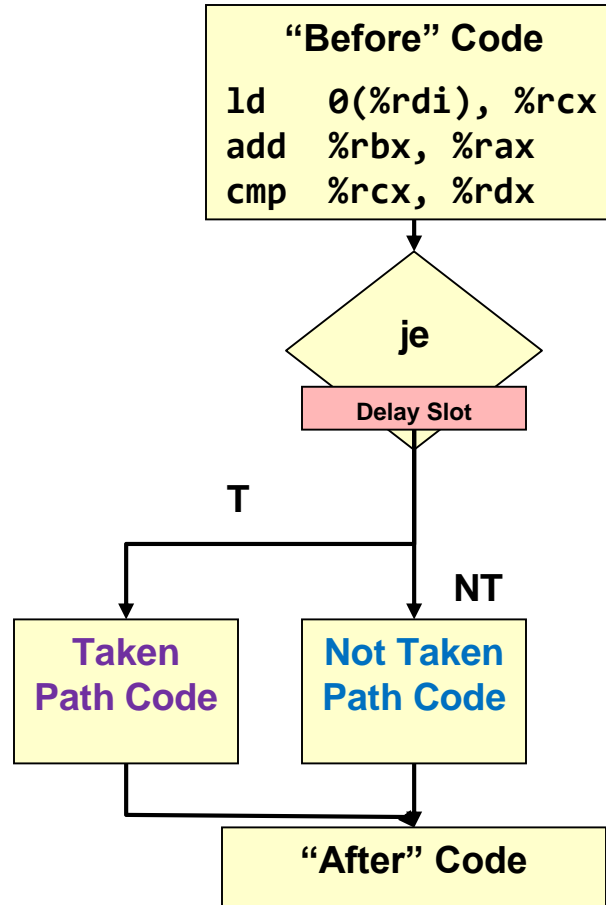 “Before” Code
ld 0(%rdi), %rcx
add %rbx, %rax
cmp %rcx, %rdx
je
Delay Slot
T
NT
Taken
Path Code
Not Taken
Path Code
“After” Code